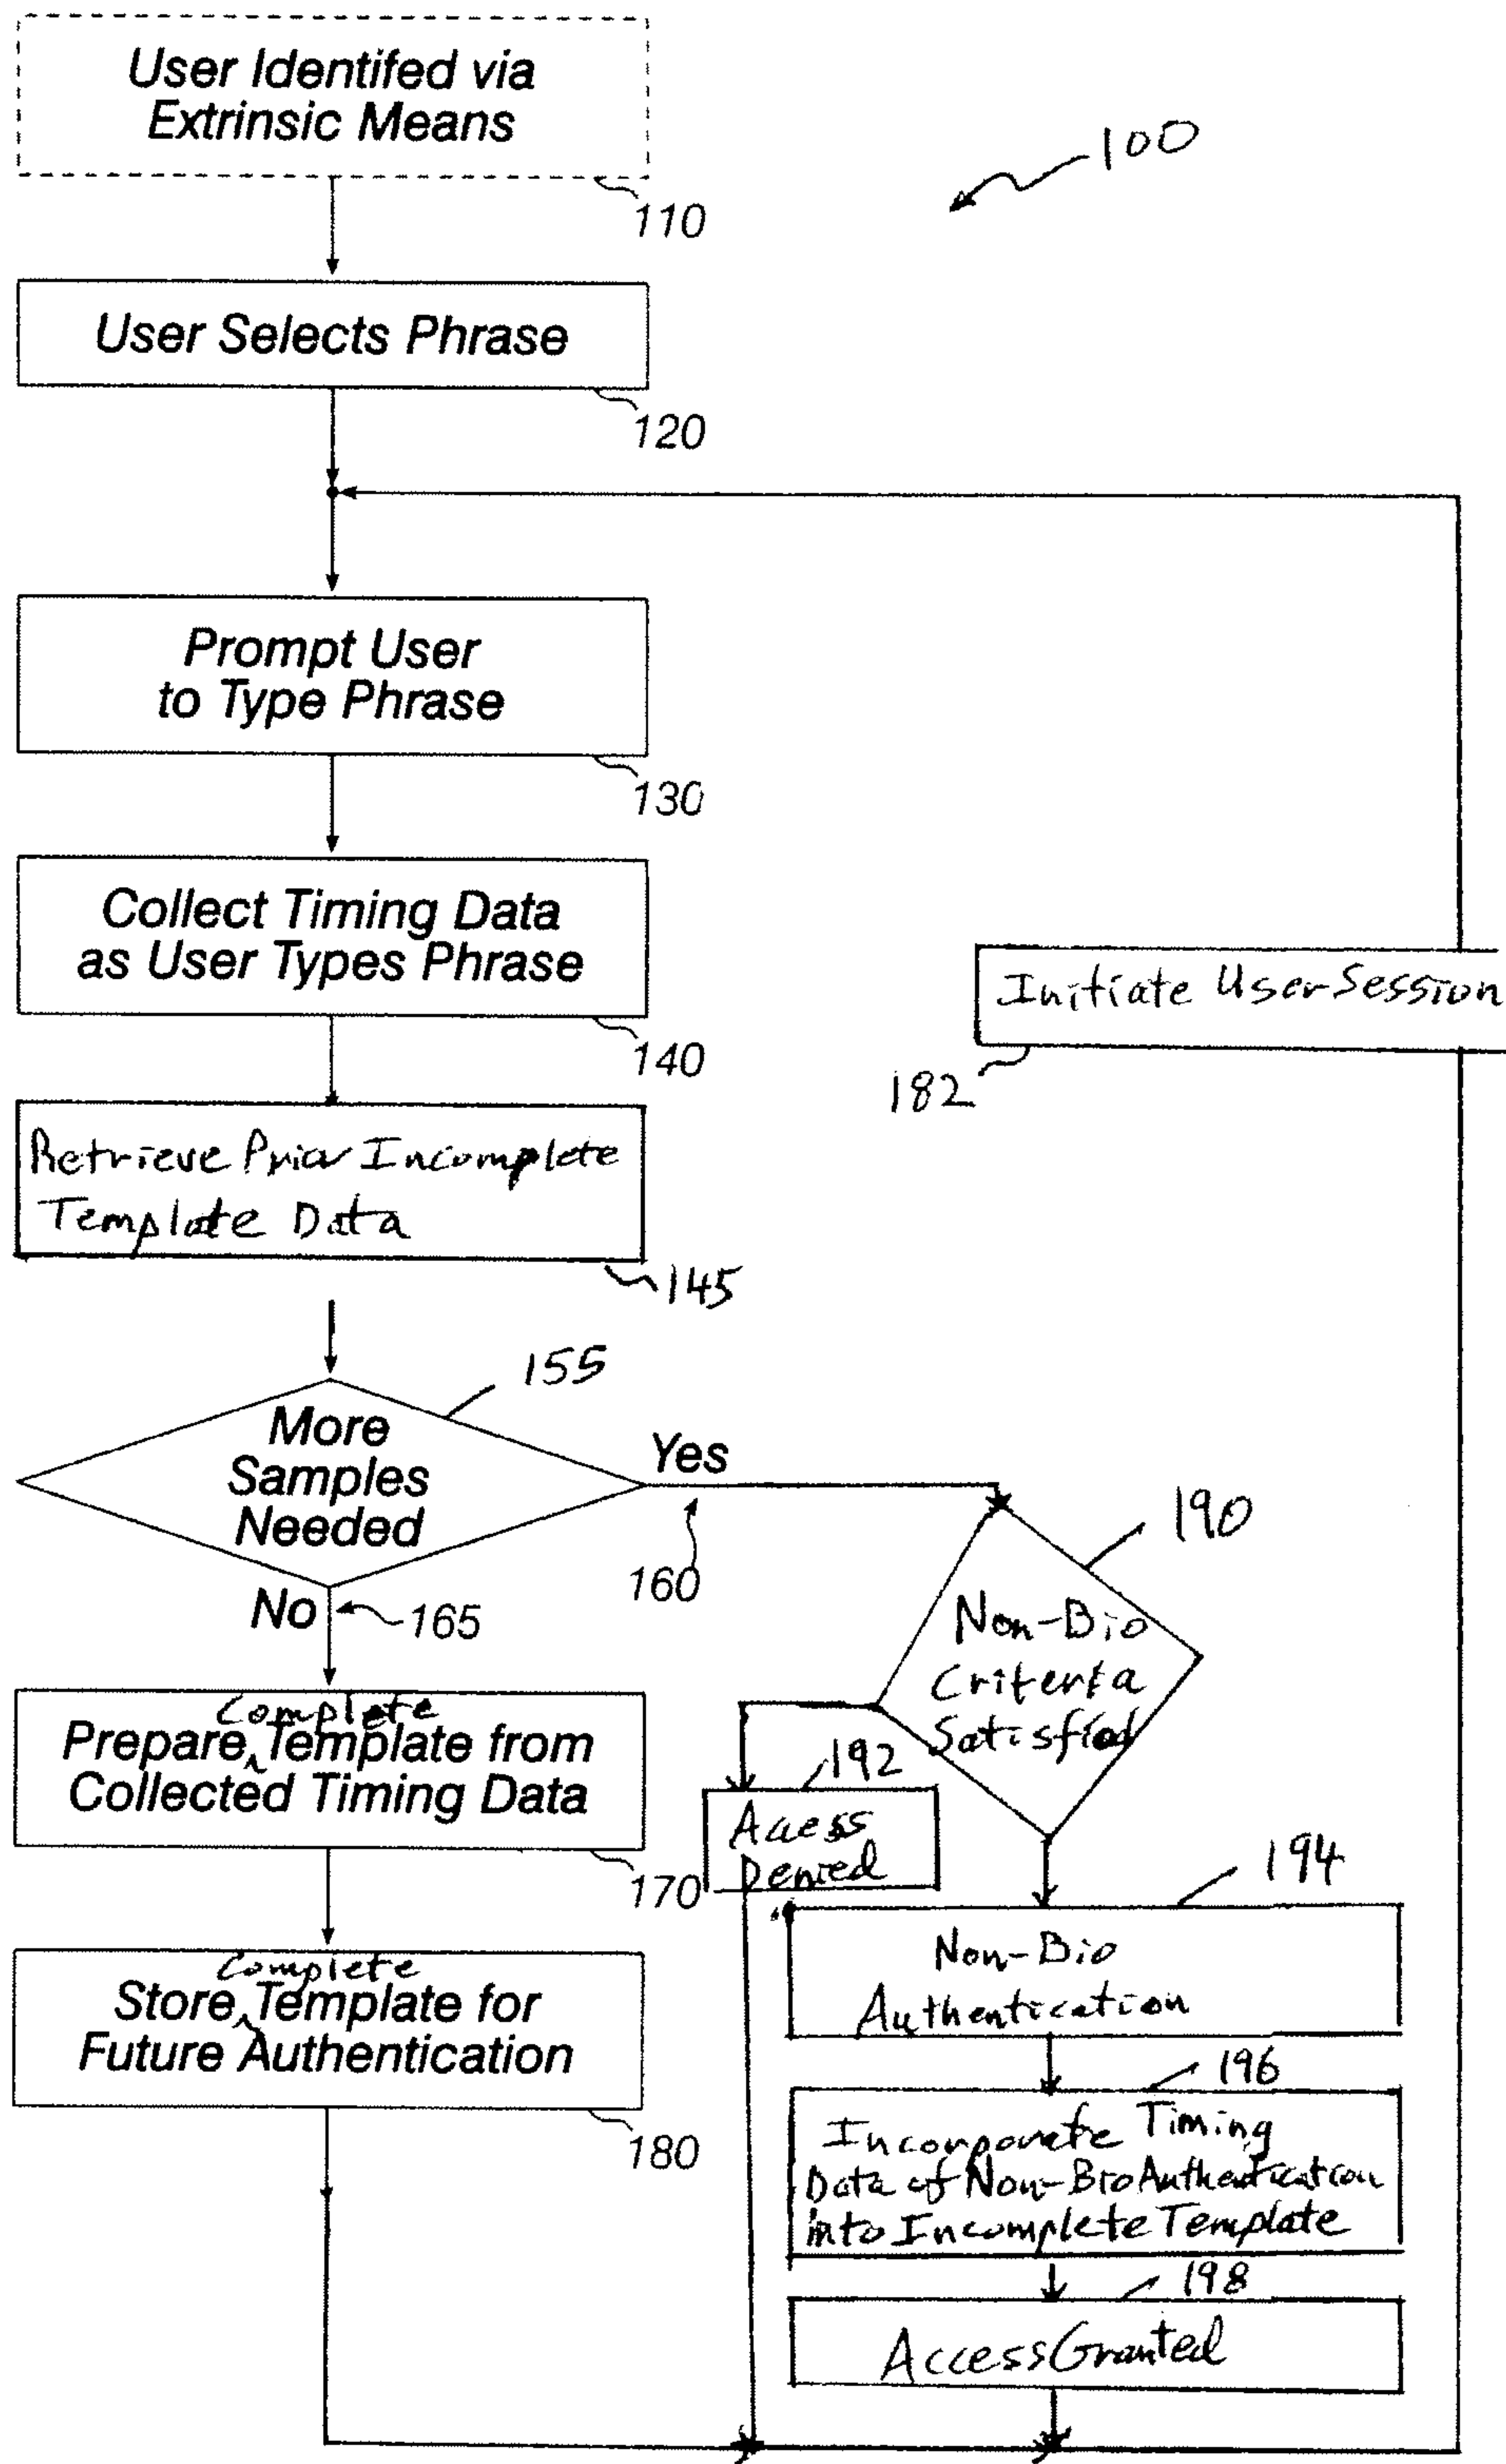 User Identifed via
Extrinsic Means
110
100
User Selects Phrase
120
Prompt User
to Type Phrase
130
Collect Timing Data
as User Types Phrase
140
Initiate User Session
182
Retrieve Prior Incomplete
Template Data
145
155
More
Samples
Needed
Yes
160
No
165
190
Non-Bio
Criteria
Satisfied
Complete
Prepare Template from
Collected Timing Data
170
192
Access
Denied
194
Non-Bio
Authentication
Complete
Store Template for
Future Authentication
180
196
Incorporate Timing
Data of Non-Bio Authentication
into Incomplete Template
198
Access Granted